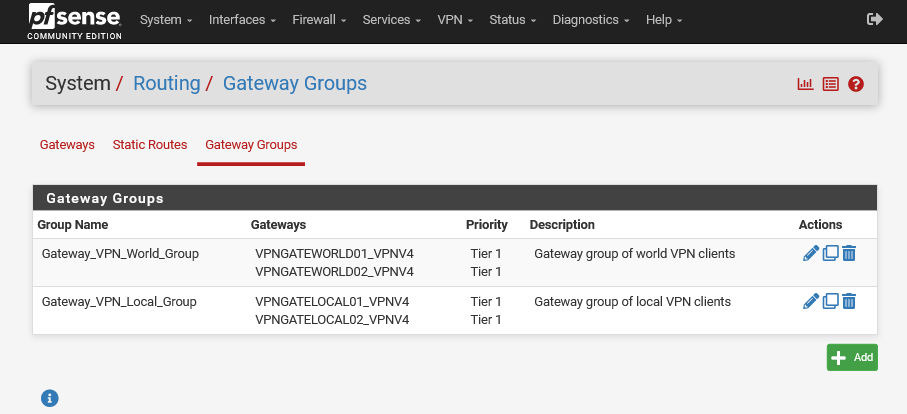 pfsense
COMMUNITY EDITION
System Interfaces Firewall Services VPN Status Diagnostics Help
System / Routing / Gateway Groups
Gateways Static Routes Gateway Groups
Gateway Groups
Group Name Gateways Priority Description Actions
Gateway_VPN_World_Group VPNGATEWORLD01_VPNV4 Tier 1 Gateway group of world VPN clients
VPNGATEWORLD02_VPNV4 Tier 1
Gateway_VPN_Local_Group VPNGATELOCAL01_VPNV4 Tier 1 Gateway group of local VPN clients
VPNGATELOCAL02_VPNV4 Tier 1
Add